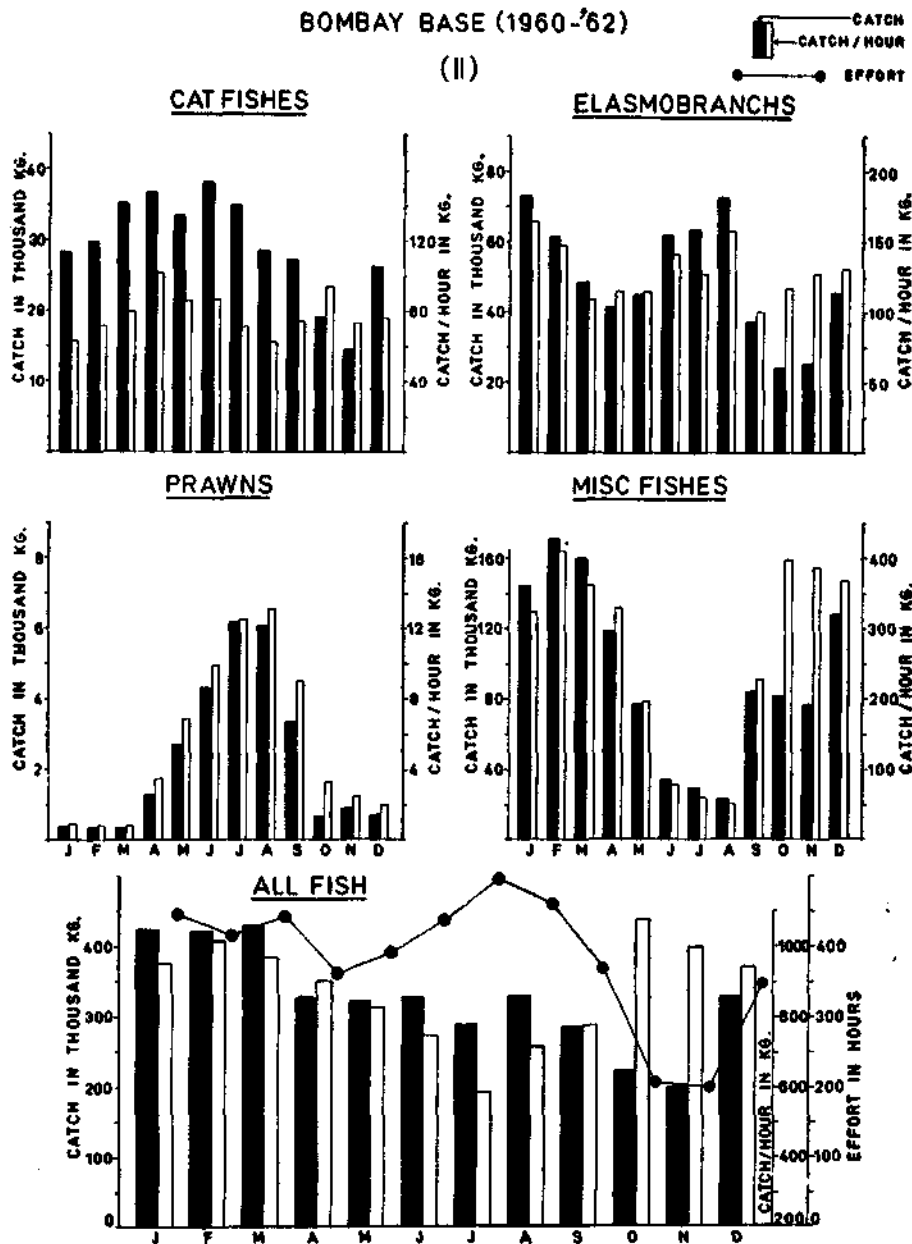 BOMBAY BASE (1960-'62)
(II)
CATCH
CATCH/HOUR
EFFORT
CAT FISHES
CATCH IN THOUSAND KG.
40
30
20
10
CATCH/HOUR IN KG.
120
80
40
ELASMOBRANCHS
CATCH IN THOUSAND KG.
80
60
40
20
CATCH/HOUR IN KG.
200
150
100
50
PRAWNS
CATCH IN THOUSAND KG.
8
6
4
2
CATCH/HOUR IN KG.
16
12
8
4
J F M A M J J A S O N D
MISC FISHES
CATCH IN THOUSAND KG.
160
120
80
40
CATCH/HOUR IN KG.
400
300
200
100
J F M A M J J A S O N D
ALL FISH
CATCH IN THOUSAND KG.
400
300
200
100
0
CATCH/HOUR IN KG.
1000
800
600
400
200
EFFORT IN HOURS
400
300
200
100
0
J F M A M J J A S O N D